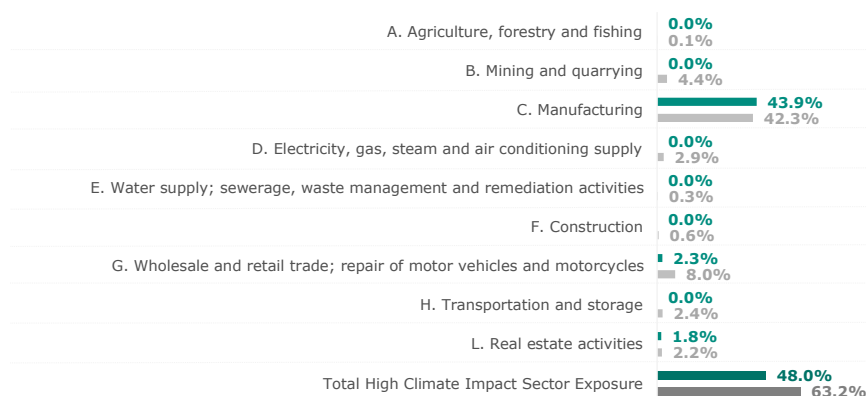 A. Agriculture, forestry and fishing
0.0%
0.1%
B. Mining and quarrying
0.0%
4.4%
C. Manufacturing
43.9%
42.3%
D. Electricity, gas, steam and air conditioning supply
0.0%
2.9%
E. Water supply; sewerage, waste management and remediation activities
0.0%
0.3%
F. Construction
0.0%
0.6%
G. Wholesale and retail trade; repair of motor vehicles and motorcycles
2.3%
8.0%
H. Transportation and storage
0.0%
2.4%
L. Real estate activities
1.8%
2.2%
Total High Climate Impact Sector Exposure
48.0%
63.2%